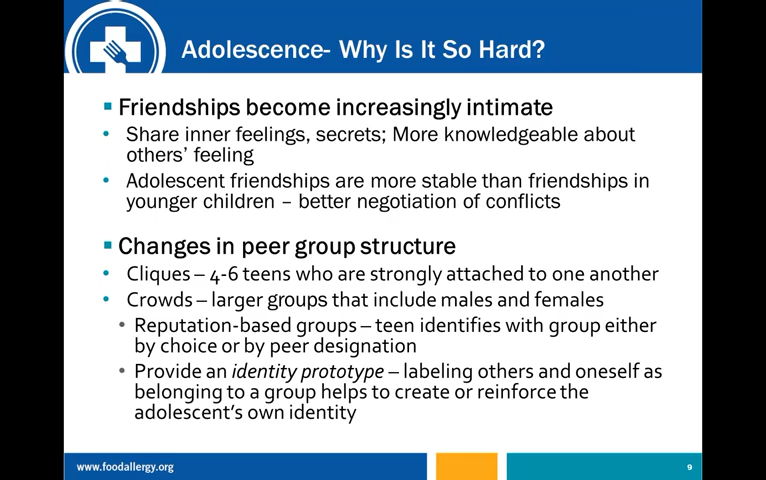 Adolescence- Why Is It So Hard?
▪ Friendships become increasingly intimate
• Share inner feelings, secrets; More knowledgeable about
others' feeling
• Adolescent friendships are more stable than friendships in
younger children – better negotiation of conflicts
▪ Changes in peer group structure
• Cliques – 4-6 teens who are strongly attached to one another
• Crowds – larger groups that include males and females
• Reputation-based groups – teen identifies with group either
by choice or by peer designation
• Provide an identity prototype – labeling others and oneself as
belonging to a group helps to create or reinforce the
adolescent's own identity
www.foodallergy.org
9